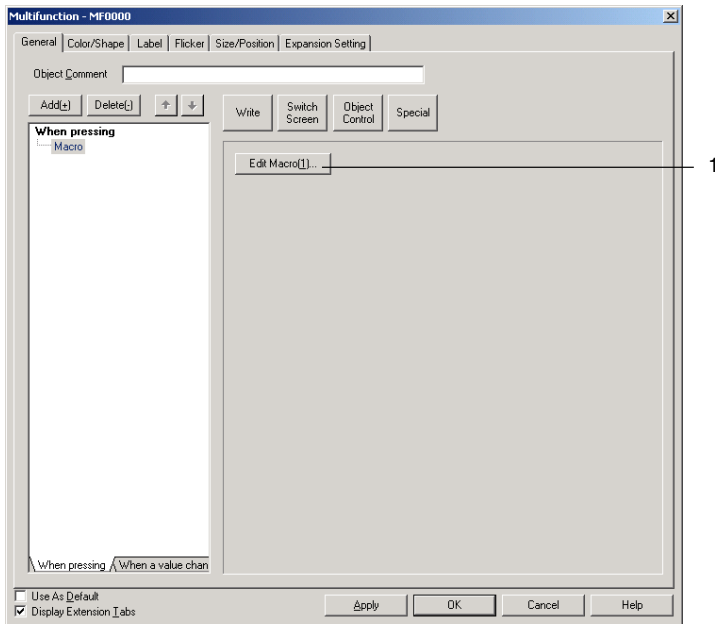 Multifunction - MF0000
General Color/Shape Label Flicker Size/Position Expansion Setting
Object Comment
Add(+) Delete(-)
Write Switch Screen Object Control Special
When pressing
Macro
Edit Macro(1)...
1
When pressing When a value chan
Use As Default
Display Extension Tabs
Apply OK Cancel Help